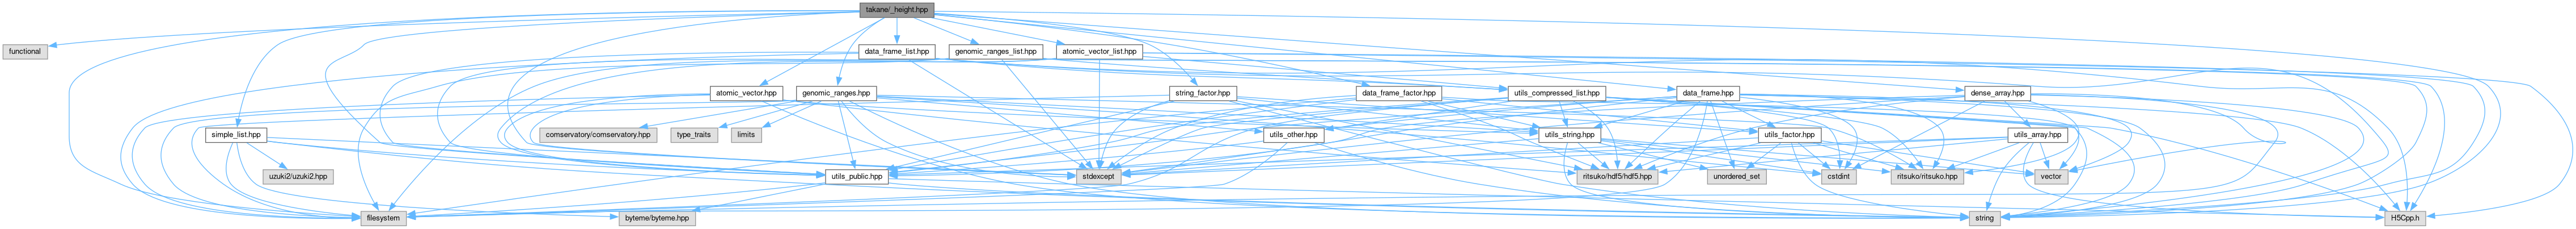 takane/_height.hpp
functional
data_frame_list.hpp
genomic_ranges_list.hpp
atomic_vector_list.hpp
atomic_vector.hpp
genomic_ranges.hpp
string_factor.hpp
data_frame_factor.hpp
utils_compressed_list.hpp
data_frame.hpp
dense_array.hpp
simple_list.hpp
comservatory/comservatory.hpp
type_traits
limits
utils_other.hpp
utils_string.hpp
utils_factor.hpp
utils_array.hpp
uzuki2/uzuki2.hpp
utils_public.hpp
stdexcept
ritsuko/hdf5/hdf5.hpp
unordered_set
cstdint
ritsuko/ritsuko.hpp
vector
filesystem
byteme/byteme.hpp
string
H5Cpp.h